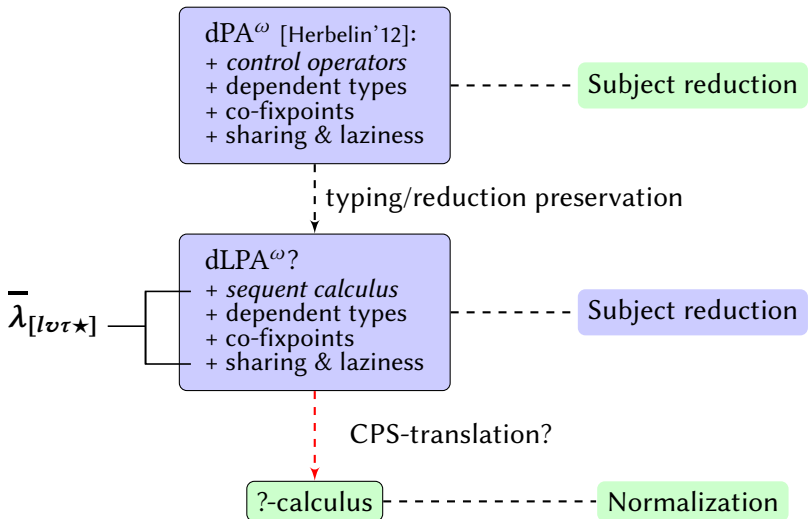 dPA^ω [Herbelin'12]:
+ control operators
+ dependent types
+ co-fixpoints
+ sharing & laziness
Subject reduction
typing/reduction preservation
dLPA^ω?
+ sequent calculus
+ dependent types
+ co-fixpoints
+ sharing & laziness
Subject reduction
λ̅_[lvτ★]
CPS-translation?
?-calculus
Normalization